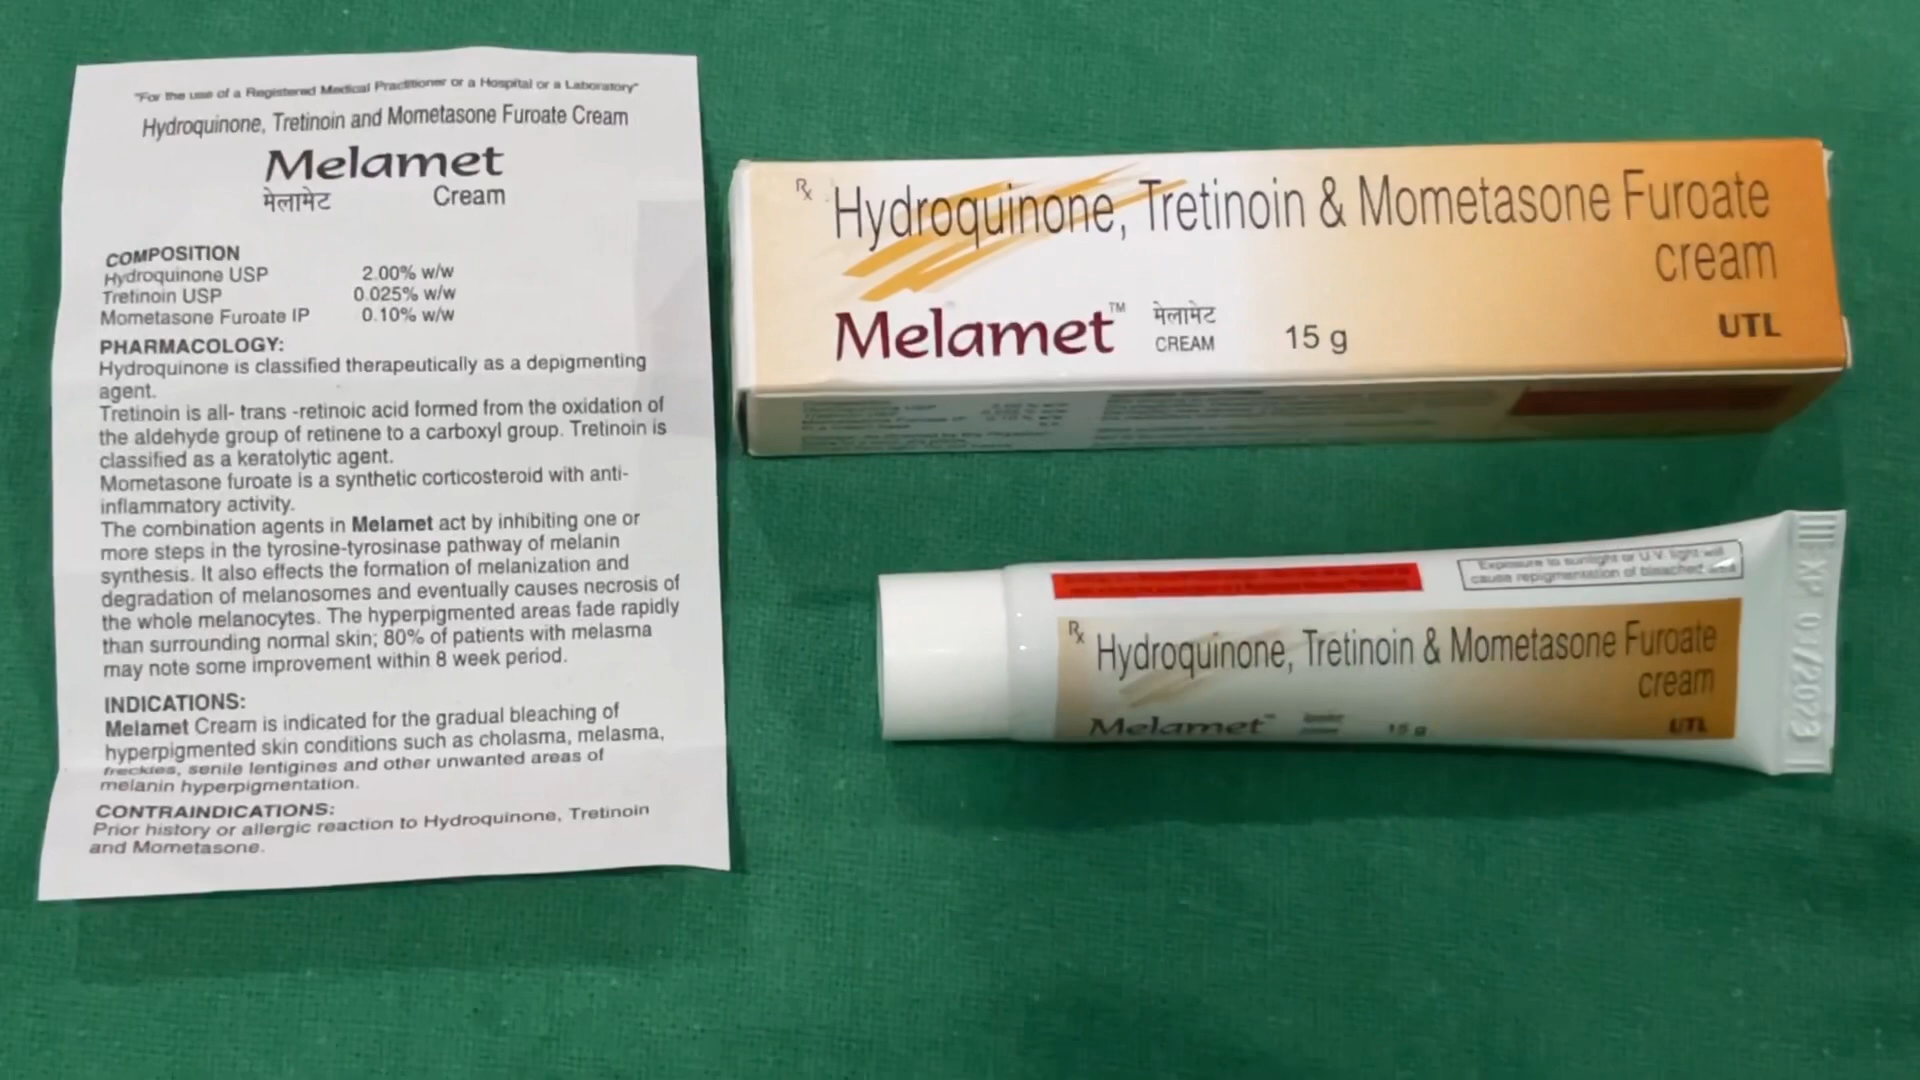 "For the use of a Registered Medical Practitioner or a Hospital or a Laboratory"
Hydroquinone, Tretinoin and Mometasone Furoate Cream
Melamet
मेलामेट Cream
COMPOSITION
Hydroquinone USP 2.00% w/w
Tretinoin USP 0.025% w/w
Mometasone Furoate IP 0.10% w/w
PHARMACOLOGY:
Hydroquinone is classified therapeutically as a depigmenting
agent.
Tretinoin is all- trans -retinoic acid formed from the oxidation of
the aldehyde group of retinene to a carboxyl group. Tretinoin is
classified as a keratolytic agent.
Mometasone furoate is a synthetic corticosteroid with anti-
inflammatory activity.
The combination agents in Melamet act by inhibiting one or
more steps in the tyrosine-tyrosinase pathway of melanin
synthesis. It also effects the formation of melanization and
degradation of melanosomes and eventually causes necrosis of
the whole melanocytes. The hyperpigmented areas fade rapidly
than surrounding normal skin; 80% of patients with melasma
may note some improvement within 8 week period.
INDICATIONS:
Melamet Cream is indicated for the gradual bleaching of
hyperpigmented skin conditions such as cholasma, melasma,
freckles, senile lentigines and other unwanted areas of
melanin hyperpigmentation.
CONTRAINDICATIONS:
Prior history or allergic reaction to Hydroquinone, Tretinoin
and Mometasone.
Rx Hydroquinone, Tretinoin & Mometasone Furoate
cream
Melamet™ मेलामेट
CREAM
15 g
UTL
Exposure to sunlight or U.V. light will
cause repigmentation of bleached area
Rx Hydroquinone, Tretinoin & Mometasone Furoate
cream
Melamet™ 15 g UTL
EXP 01/2023